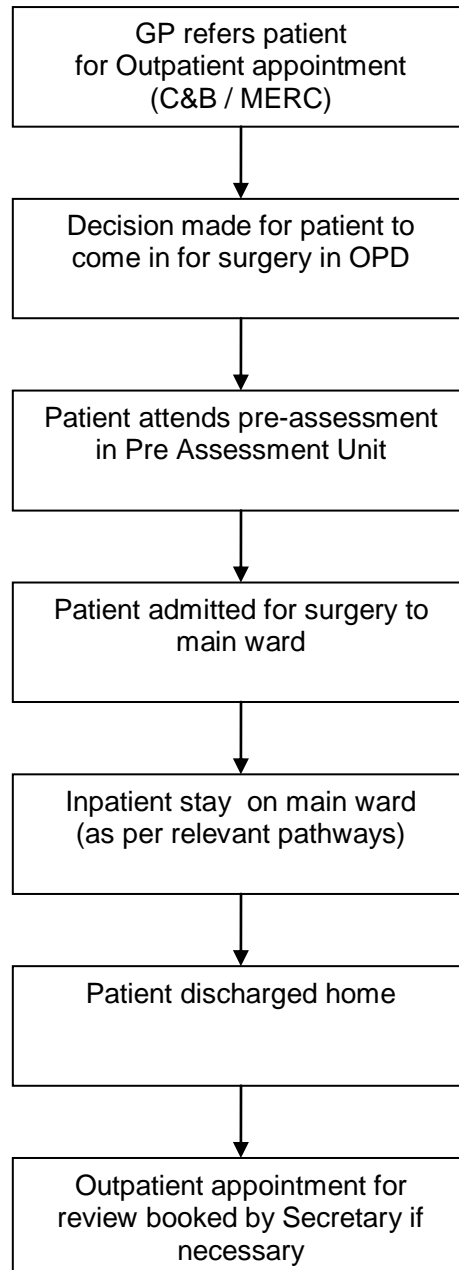 GP refers patient
for Outpatient appointment
(C&B / MERC)
Decision made for patient to
come in for surgery in OPD
Patient attends pre-assessment
in Pre Assessment Unit
Patient admitted for surgery to
main ward
Inpatient stay  on main ward
(as per relevant pathways)
Patient discharged home
Outpatient appointment for
review booked by Secretary if
necessary